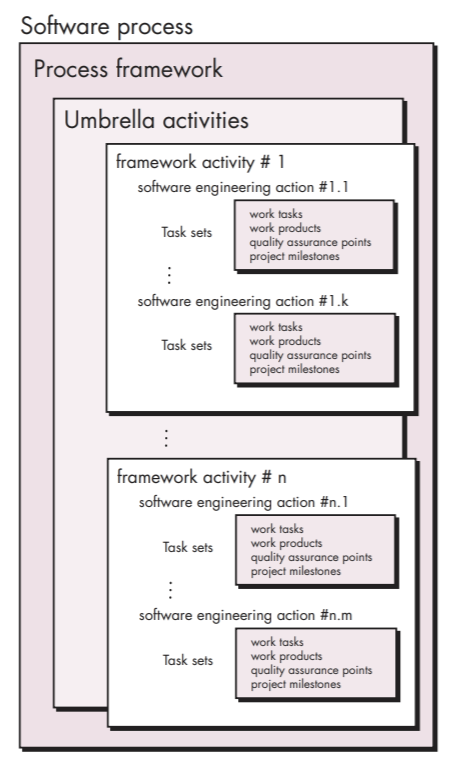 Software process
Process framework
Umbrella activities
framework activity # 1
software engineering action #1.1
Task sets
work tasks
work products
quality assurance points
project milestones
software engineering action #1.k
Task sets
work tasks
work products
quality assurance points
project milestones
framework activity # n
software engineering action #n.1
Task sets
work tasks
work products
quality assurance points
project milestones
software engineering action #n.m
Task sets
work tasks
work products
quality assurance points
project milestones